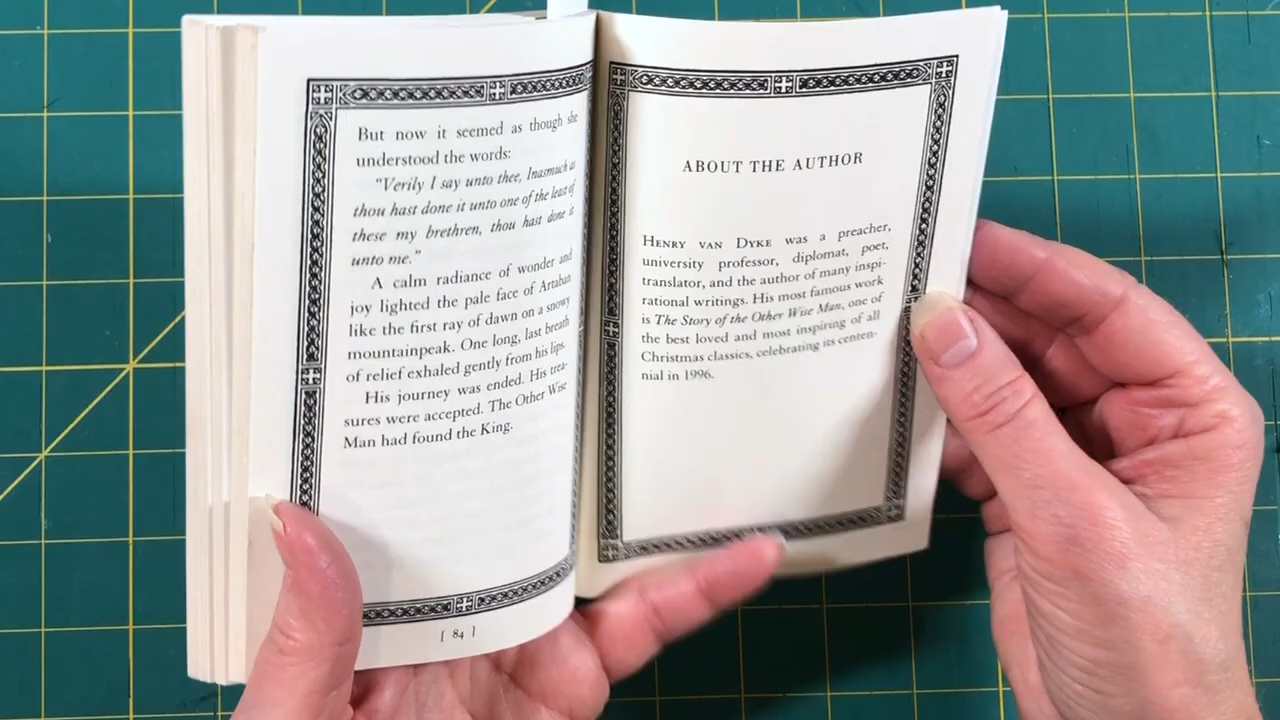 But now it seemed as though she
understood the words:
“Verily I say unto thee, Inasmuch as
thou hast done it unto one of the least of
these my brethren, thou hast done it
unto me.”
A calm radiance of wonder and
joy lighted the pale face of Artaban
like the first ray of dawn on a snowy
mountainpeak. One long, last breath
of relief exhaled gently from his lips.
His journey was ended. His trea-
sures were accepted. The Other Wise
Man had found the King.
[ 84 ]
ABOUT THE AUTHOR
HENRY VAN DYKE was a preacher,
university professor, diplomat, poet,
translator, and the author of many inspi-
rational writings. His most famous work
is The Story of the Other Wise Man, one of
the best loved and most inspiring of all
Christmas classics, celebrating its centen-
nial in 1996.